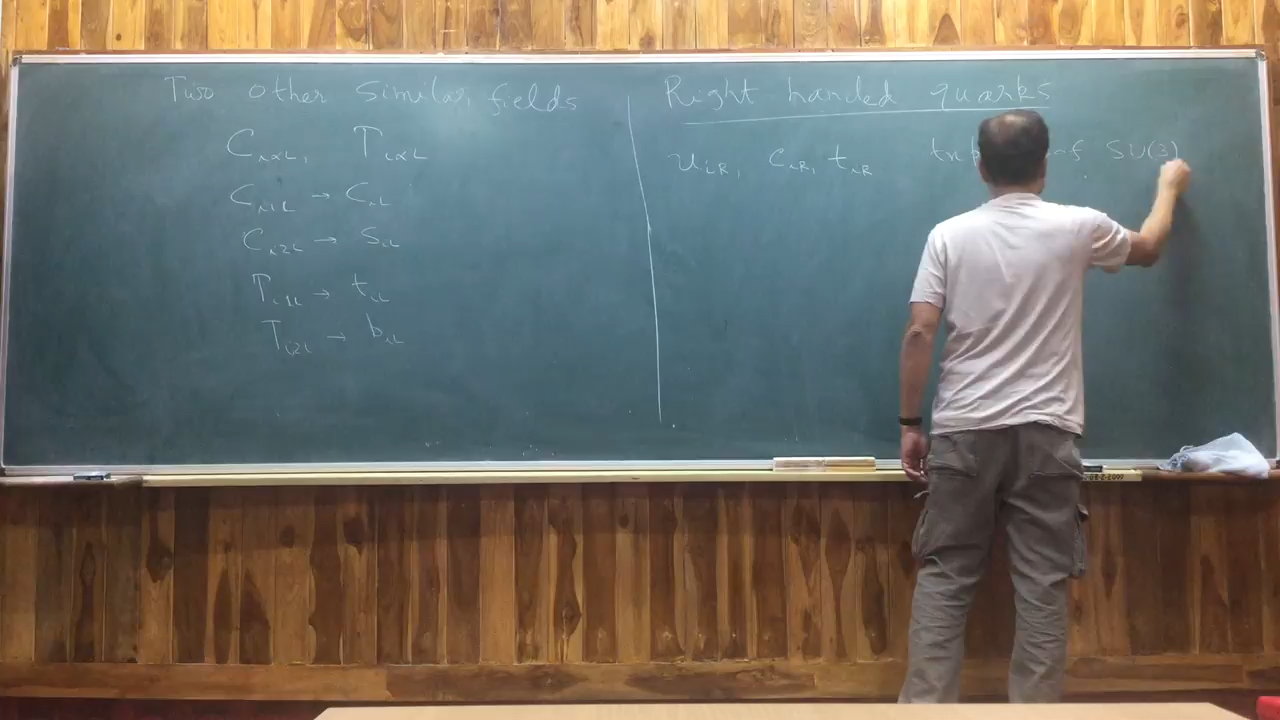 Two other similar fields
C_{iαL}, T_{iαL}
C_{i1L} → C_{iL}
C_{i2L} → S_{iL}
T_{i1L} → t_{iL}
T_{i2L} → b_{iL}
Right handed quarks
u_{iR}, c_{iR}, t_{iR} of SU(3)